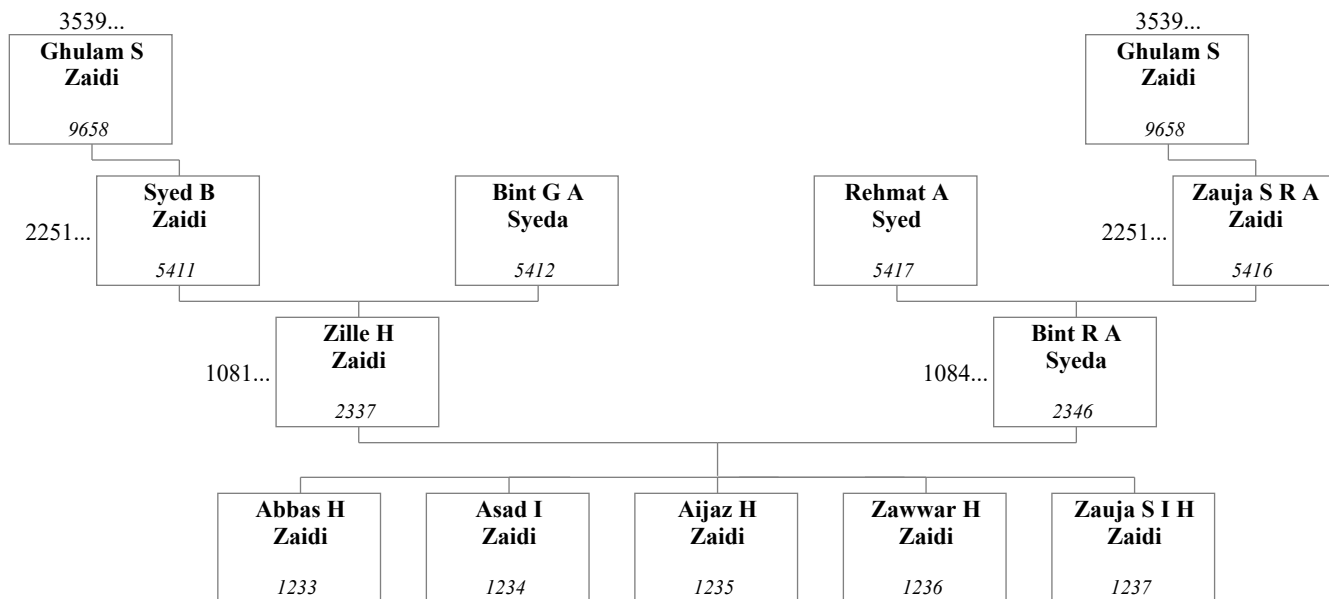 3539...
3539...
Ghulam S
Zaidi
9658
Ghulam S
Zaidi
9658
2251...
Syed B
Zaidi
5411
Bint G A
Syeda
5412
Rehmat A
Syed
5417
2251...
Zauja S R A
Zaidi
5416
1081...
Zille H
Zaidi
2337
1084...
Bint R A
Syeda
2346
Abbas H
Zaidi
1233
Asad I
Zaidi
1234
Aijaz H
Zaidi
1235
Zawwar H
Zaidi
1236
Zauja S I H
Zaidi
1237